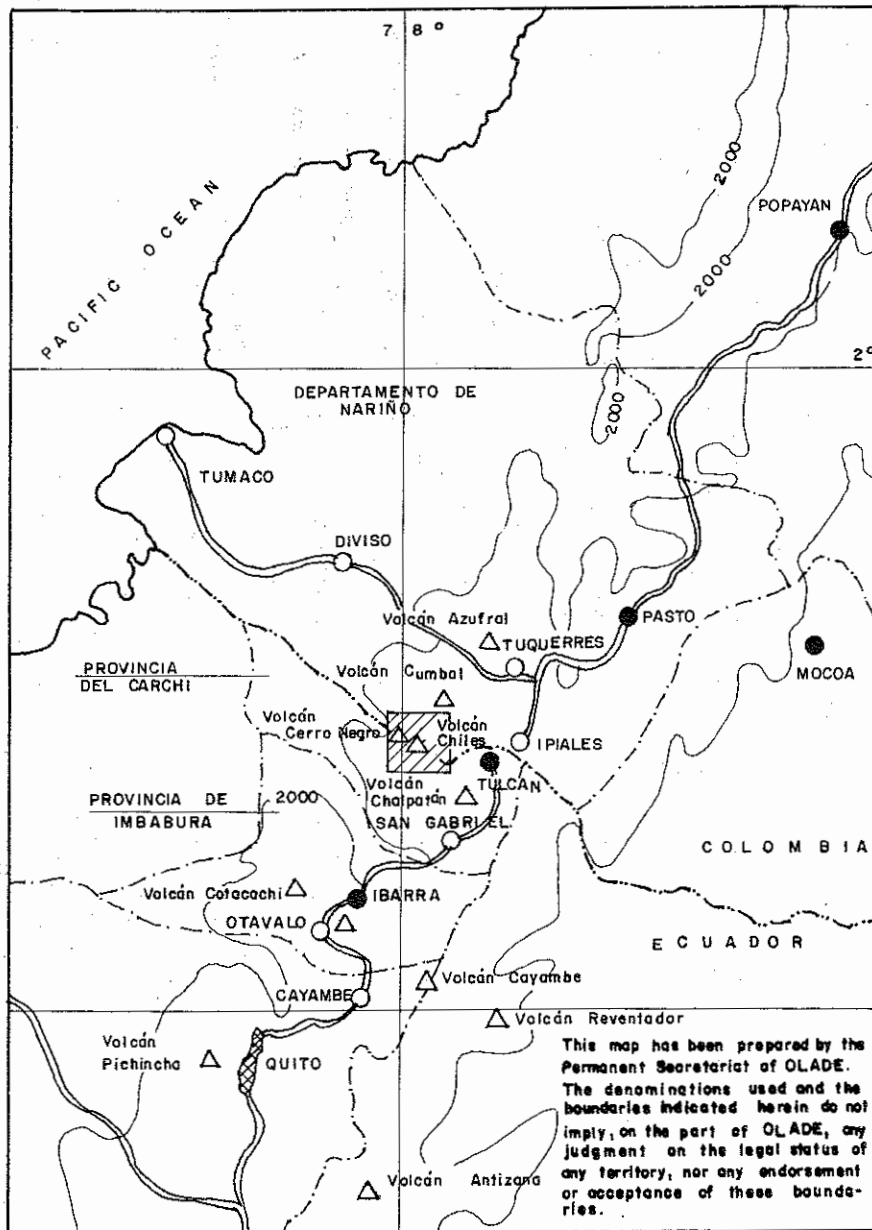 78°
PACIFIC OCEAN
2000
POPAYAN
2000
2°
DEPARTAMENTO DE
NARIÑO
2000
TUMACO
DIVISO
Volcán Azufral
PASTO
TUQUERRES
MOCOA
PROVINCIA
DEL CARCHI
Volcán
Cumbal
Volcán
Cerro Negro
Volcán
Chiles
IPIALES
TULCAN
Volcán
Chalpatán
PROVINCIA DE
IMBABURA
2000
SAN GABRIEL
COLOMBIA
Volcán Cotacachi
IBARRA
OTAVALO
ECUADOR
Volcán Cayambe
CAYAMBE
Volcán Reventador
Volcán
Pichincha
QUITO
This map has been prepared by the
Permanent Secretariat of OLADE.
The denominations used and the
boundaries indicated herein do not
imply, on the part of OLADE, any
judgment on the legal status of
any territory, nor any endorsement
or acceptance of these bounda-
ries.
Volcán Antizana